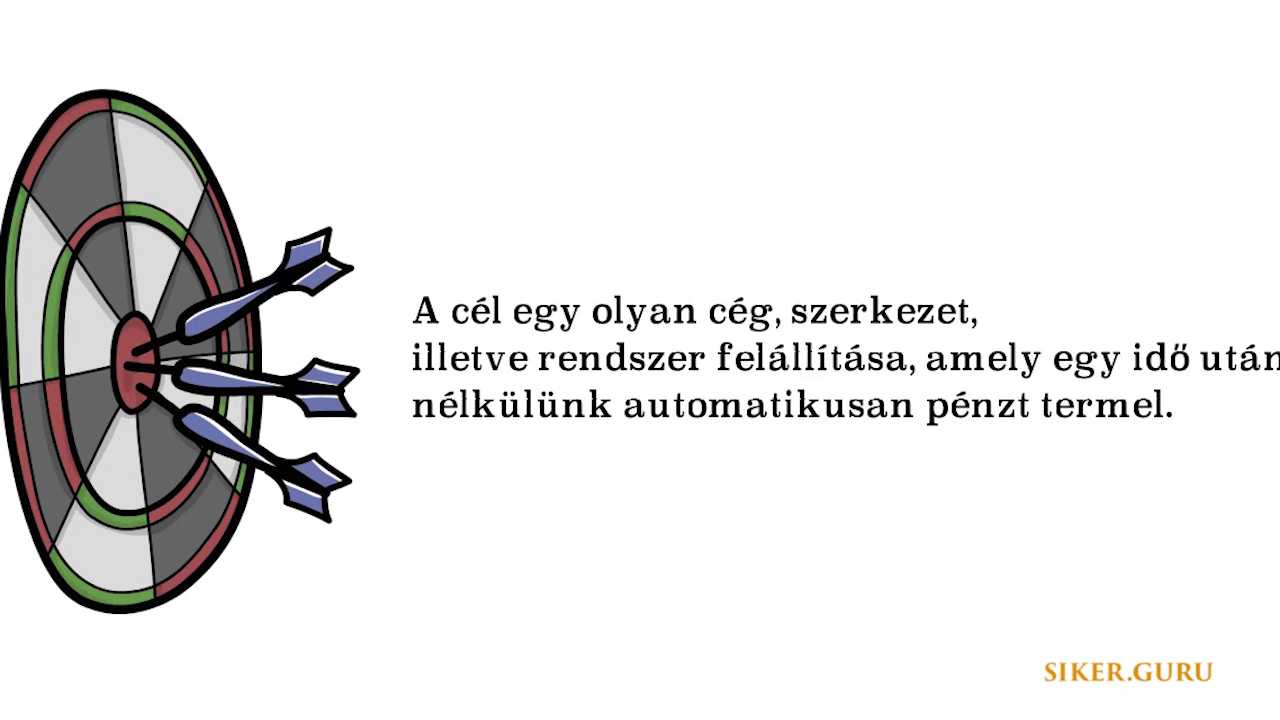 A cél egy olyan cég, szerkezet,
illetve rendszer felállítása, amely egy idő után
nélkülünk automatikusan pénzt termel.
SIKER.GURU